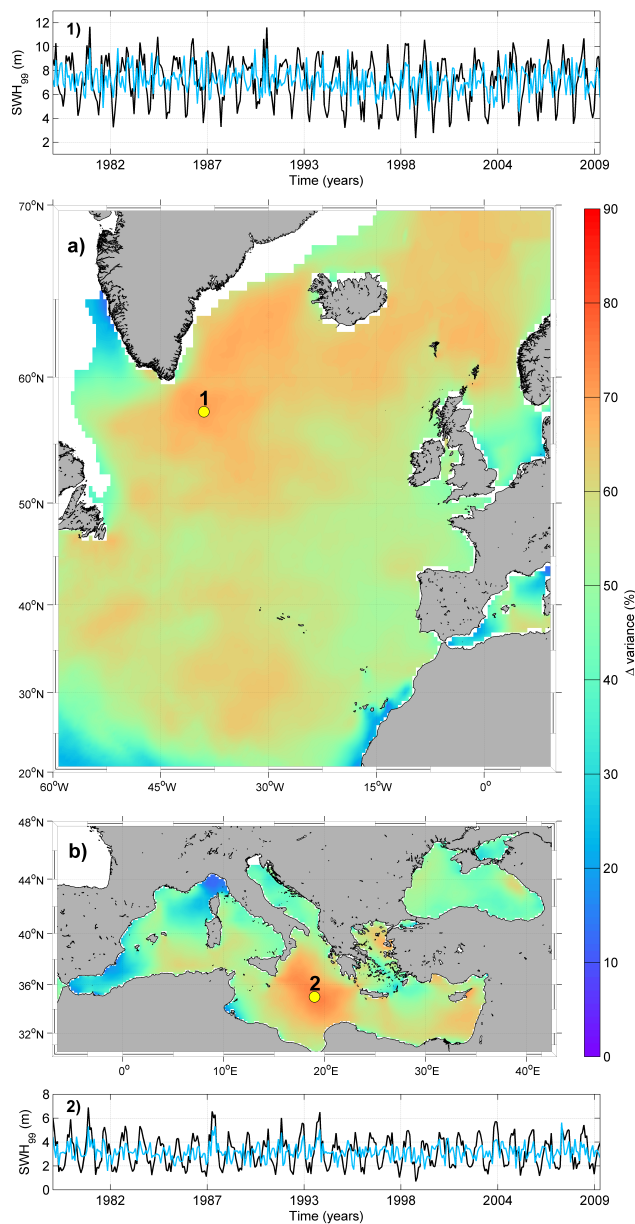 1)
12
10
8
6
4
2
SWH99 (m)
1982 1987 1993 1998 2004 2009
Time (years)
a)
70°N
60°N
50°N
40°N
30°N
20°N
60°W 45°W 30°W 15°W 0°
1
90
80
70
60
50
40
30
20
10
0
Δ variance (%)
b)
48°N
44°N
40°N
36°N
32°N
0° 10°E 20°E 30°E 40°E
2
2)
8
6
4
2
0
SWH99 (m)
1982 1987 1993 1998 2004 2009
Time (years)